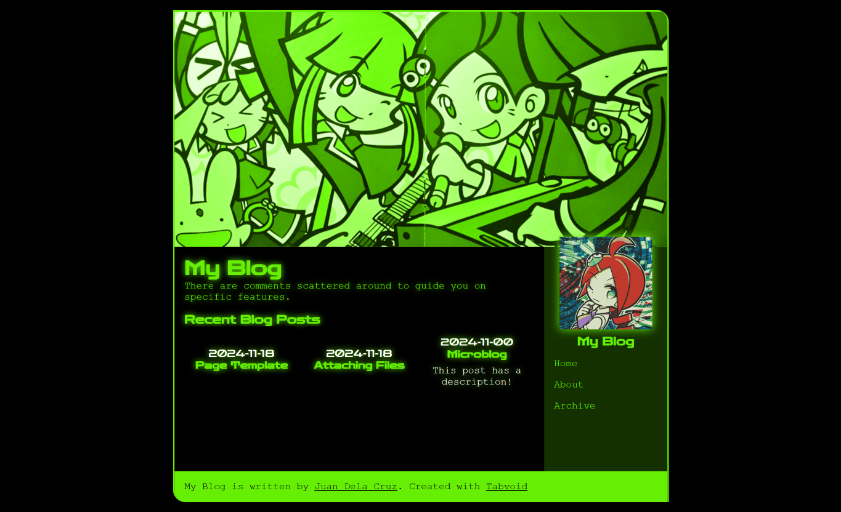 My Blog
There are comments scattered around to guide you on
specific features.
Recent Blog Posts
2024-11-18
Page Template
2024-11-18
Attaching Files
2024-11-00
Microblog
This post has a
description!
My Blog
Home
About
Archive
My Blog is written by Juan Dela Cruz. Created with Tabvoid